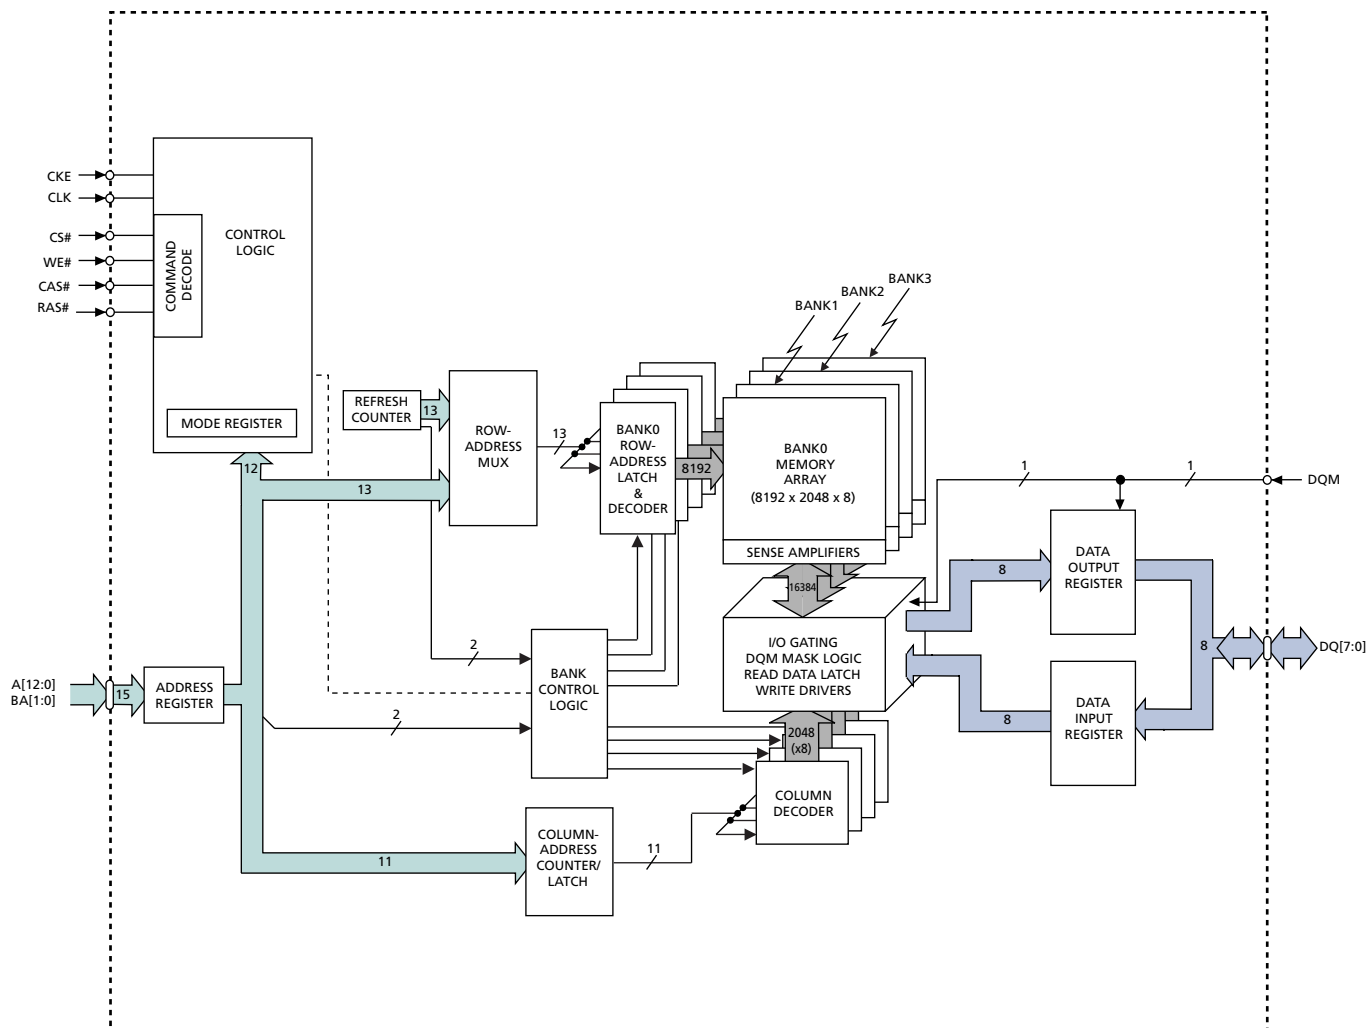 CKE
CLK
CS#
WE#
CAS#
RAS#
COMMAND
DECODE
CONTROL
LOGIC
MODE REGISTER
12
BANK1
BANK2
BANK3
REFRESH
COUNTER
13
13
ROW-
ADDRESS
MUX
13
BANK0
ROW-
ADDRESS
LATCH
&
DECODER
8192
BANK0
MEMORY
ARRAY
(8192 x 2048 x 8)
SENSE AMPLIFIERS
16384
I/O GATING
DQM MASK LOGIC
READ DATA LATCH
WRITE DRIVERS
1
1
DQM
DATA
OUTPUT
REGISTER
8
8
DQ[7:0]
DATA
INPUT
REGISTER
8
A[12:0]
BA[1:0]
15
ADDRESS
REGISTER
2
2
BANK
CONTROL
LOGIC
2048
(x8)
COLUMN
DECODER
11
COLUMN-
ADDRESS
COUNTER/
LATCH
11